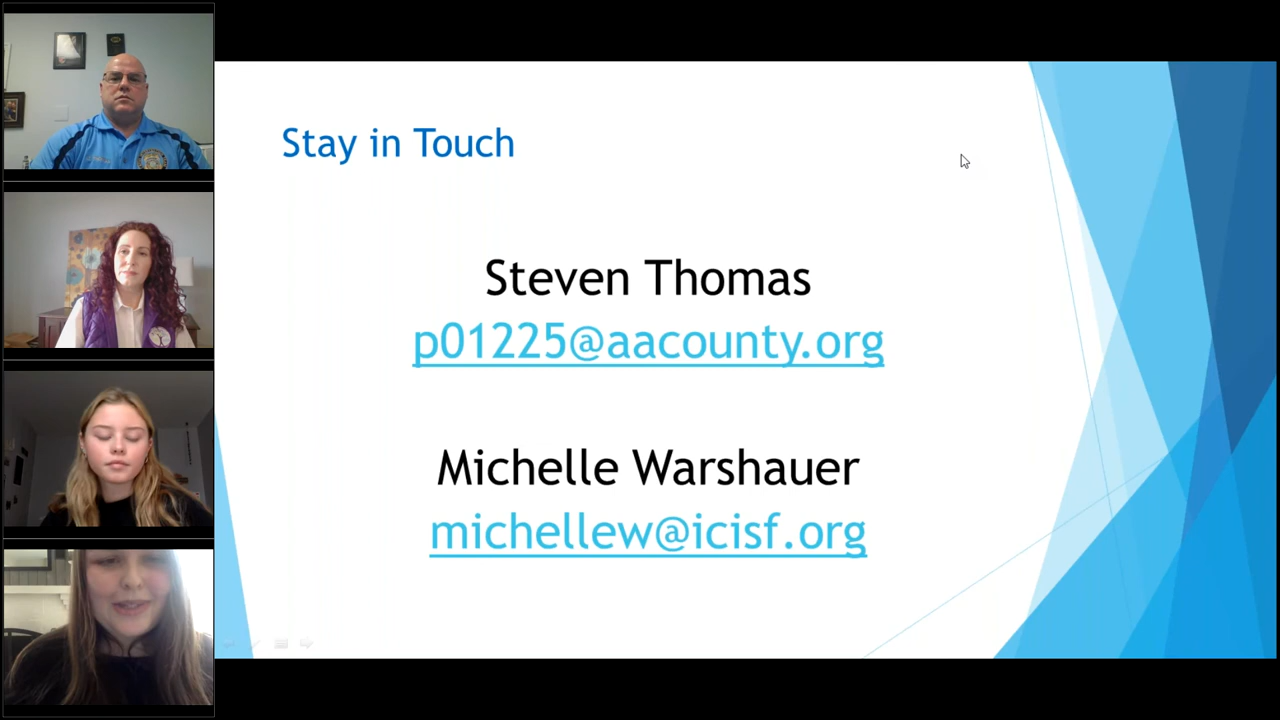 Stay in Touch
Steven Thomas
p01225@aacounty.org
Michelle Warshauer
michellew@icisf.org